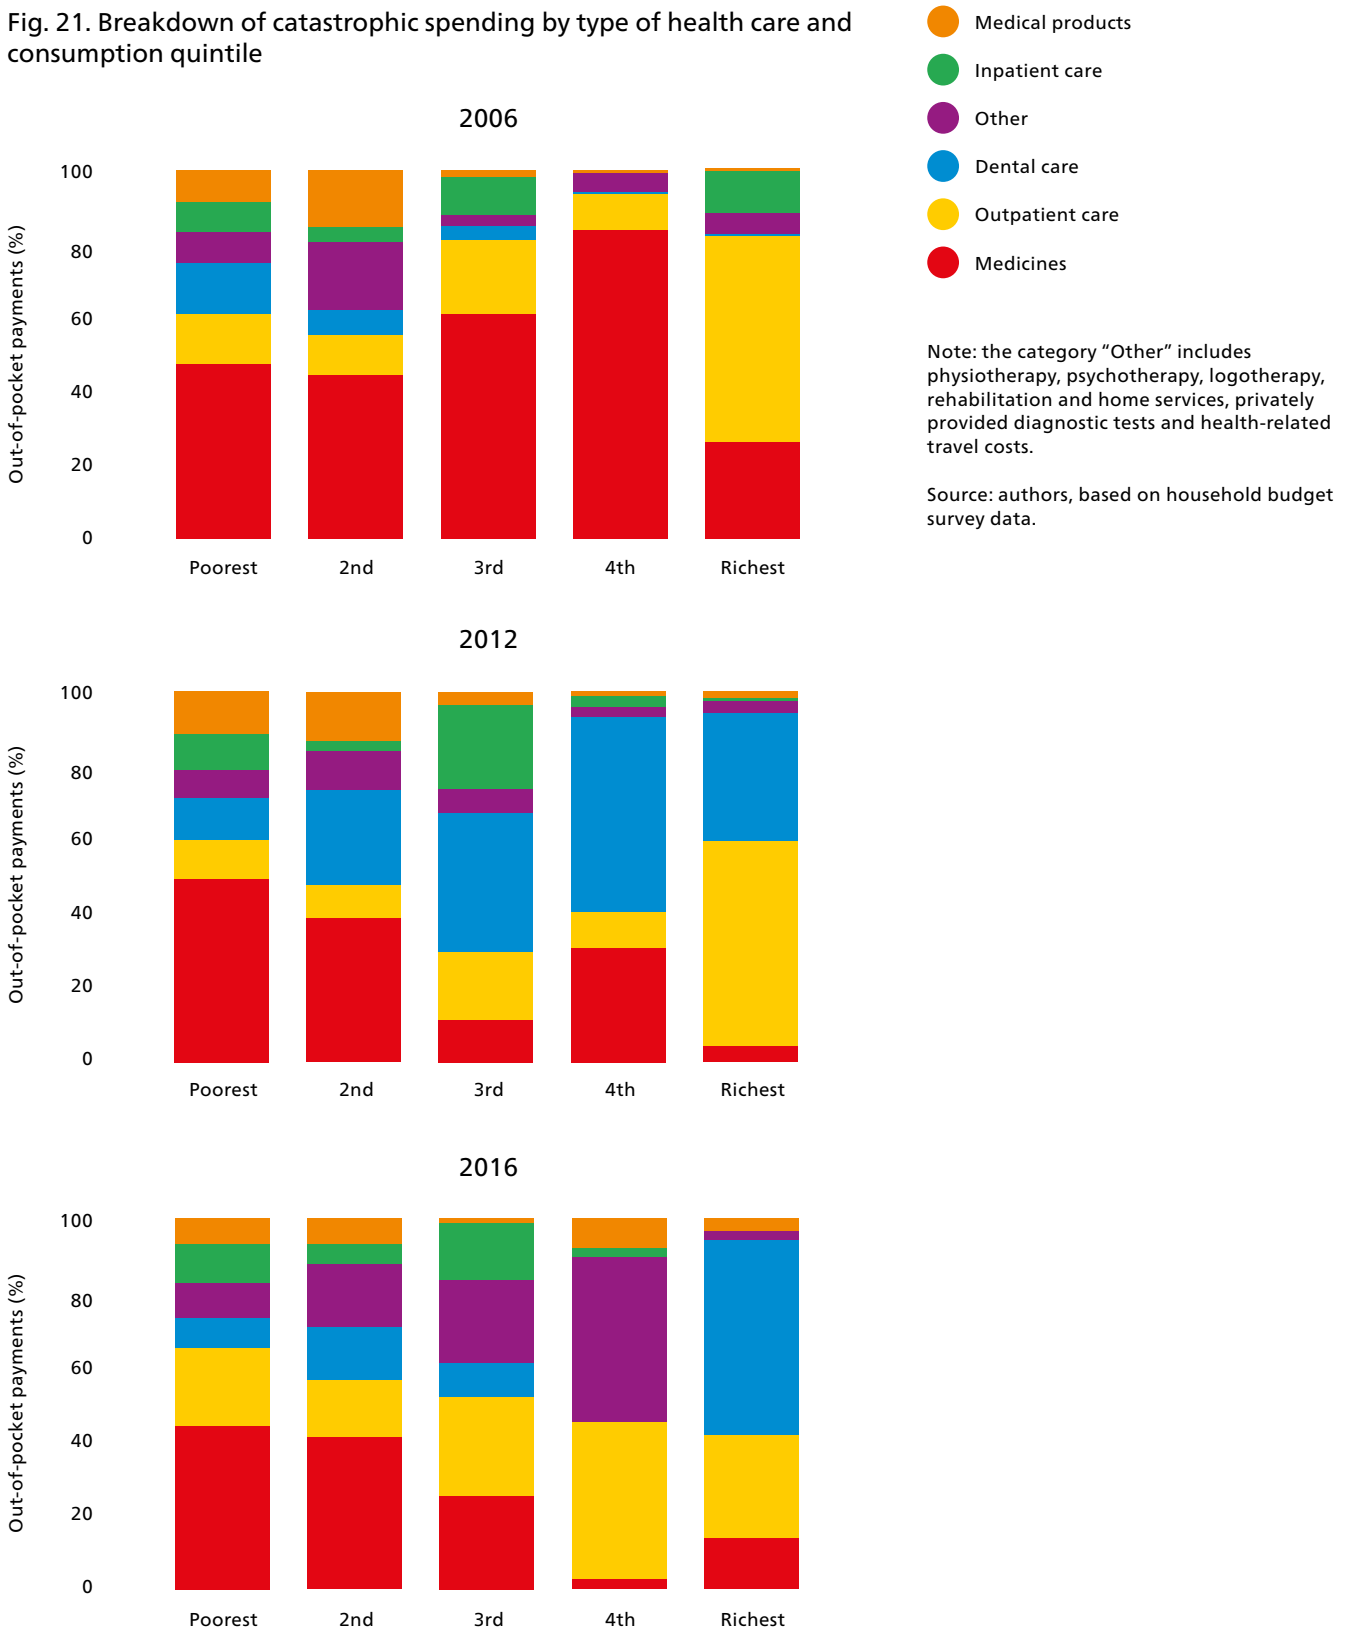 Fig. 21. Breakdown of catastrophic spending by type of health care and
consumption quintile
Medical products
Inpatient care
Other
Dental care
Outpatient care
Medicines
Note: the category “Other” includes
physiotherapy, psychotherapy, logotherapy,
rehabilitation and home services, privately
provided diagnostic tests and health-related
travel costs.
Source: authors, based on household budget
survey data.
2006
Out-of-pocket payments (%)
100
80
60
40
20
0
Poorest 2nd 3rd 4th Richest
2012
Out-of-pocket payments (%)
100
80
60
40
20
0
Poorest 2nd 3rd 4th Richest
2016
Out-of-pocket payments (%)
100
80
60
40
20
0
Poorest 2nd 3rd 4th Richest